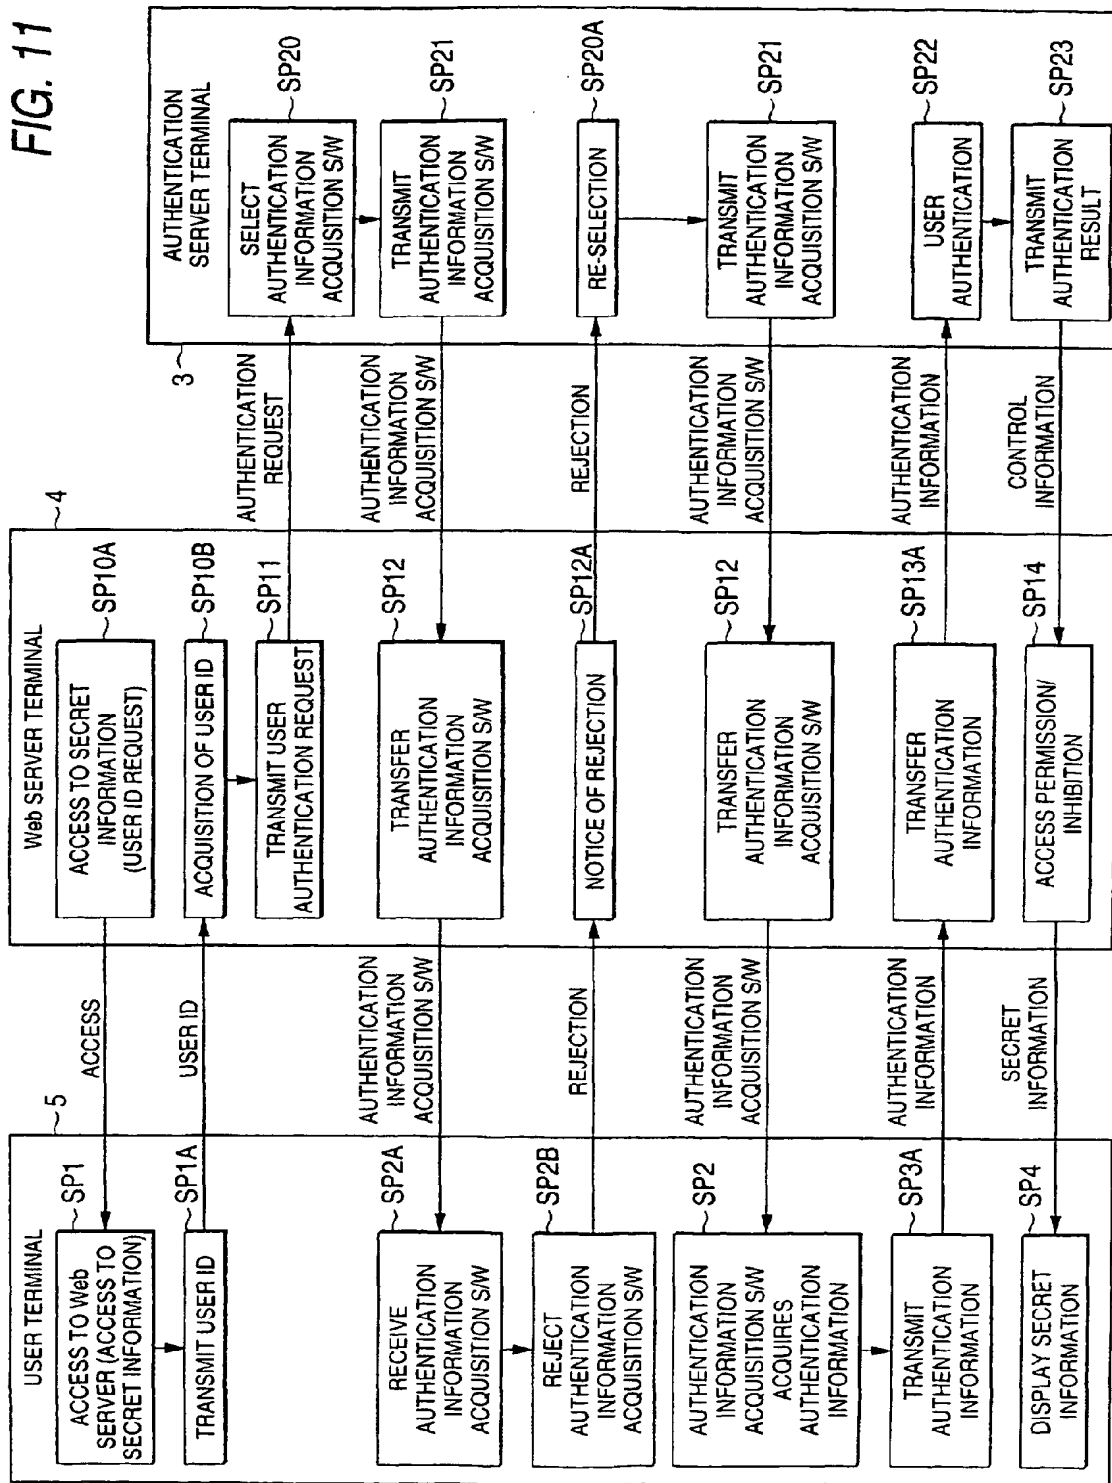 FIG. 11
USER TERMINAL
5
ACCESS TO Web
SERVER (ACCESS TO
SECRET INFORMATION)
SP1
TRANSMIT USER ID
SP1A
RECEIVE
AUTHENTICATION
INFORMATION
ACQUISITION S/W
SP2A
REJECT
AUTHENTICATION
INFORMATION
ACQUISITION S/W
SP2B
AUTHENTICATION
INFORMATION
ACQUISITION S/W
ACQUIRES
AUTHENTICATION
INFORMATION
SP2
TRANSMIT
AUTHENTICATION
INFORMATION
SP3A
DISPLAY SECRET
INFORMATION
SP4
ACCESS
USER ID
AUTHENTICATION
INFORMATION
ACQUISITION S/W
REJECTION
AUTHENTICATION
INFORMATION
ACQUISITION S/W
AUTHENTICATION
INFORMATION
SECRET
INFORMATION
Web SERVER TERMINAL
4
ACCESS TO SECRET
INFORMATION
(USER ID REQUEST)
SP10A
ACQUISITION OF USER ID
SP10B
TRANSMIT USER
AUTHENTICATION REQUEST
SP11
TRANSFER
AUTHENTICATION
INFORMATION
ACQUISITION S/W
SP12
NOTICE OF REJECTION
SP12A
TRANSFER
AUTHENTICATION
INFORMATION
ACQUISITION S/W
SP12
TRANSFER
AUTHENTICATION
INFORMATION
SP13A
ACCESS PERMISSION/
INHIBITION
SP14
AUTHENTICATION
REQUEST
AUTHENTICATION
INFORMATION
ACQUISITION S/W
REJECTION
AUTHENTICATION
INFORMATION
ACQUISITION S/W
AUTHENTICATION
INFORMATION
CONTROL
INFORMATION
AUTHENTICATION
SERVER TERMINAL
3
SELECT
AUTHENTICATION
INFORMATION
ACQUISITION S/W
SP20
TRANSMIT
AUTHENTICATION
INFORMATION
ACQUISITION S/W
SP21
RE-SELECTION
SP20A
TRANSMIT
AUTHENTICATION
INFORMATION
ACQUISITION S/W
SP21
USER
AUTHENTICATION
SP22
TRANSMIT
AUTHENTICATION
RESULT
SP23